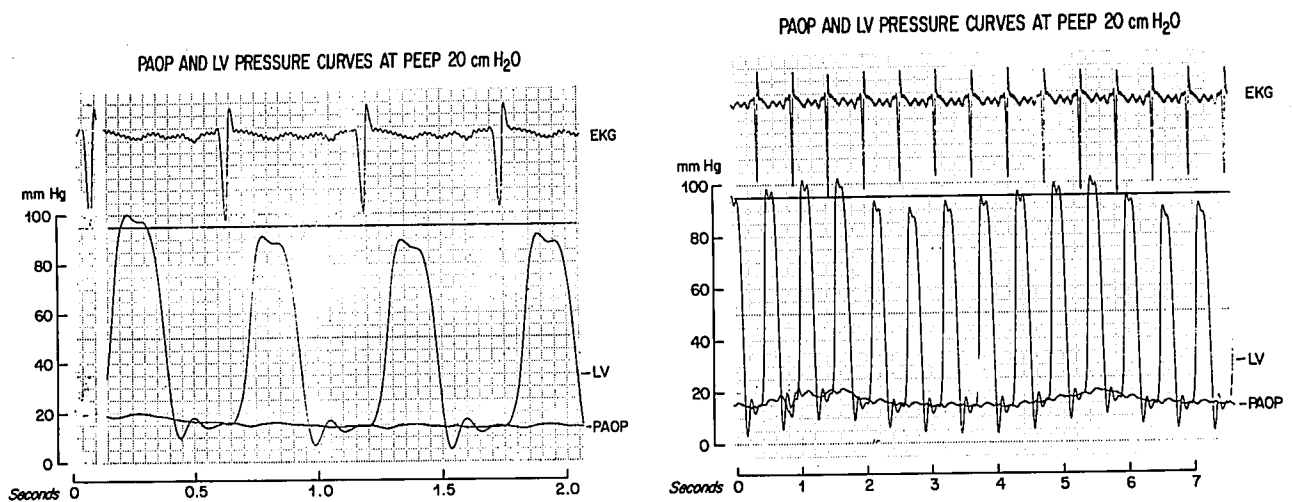 PAOP AND LV PRESSURE CURVES AT PEEP 20 cm H₂O
EKG
mm Hg
100
80
60
40
20
0
LV
PAOP
Seconds 0 0.5 1.0 1.5 2.0
PAOP AND LV PRESSURE CURVES AT PEEP 20 cm H₂O
EKG
mm Hg
100
80
60
40
20
0
LV
PAOP
Seconds 0 1 2 3 4 5 6 7